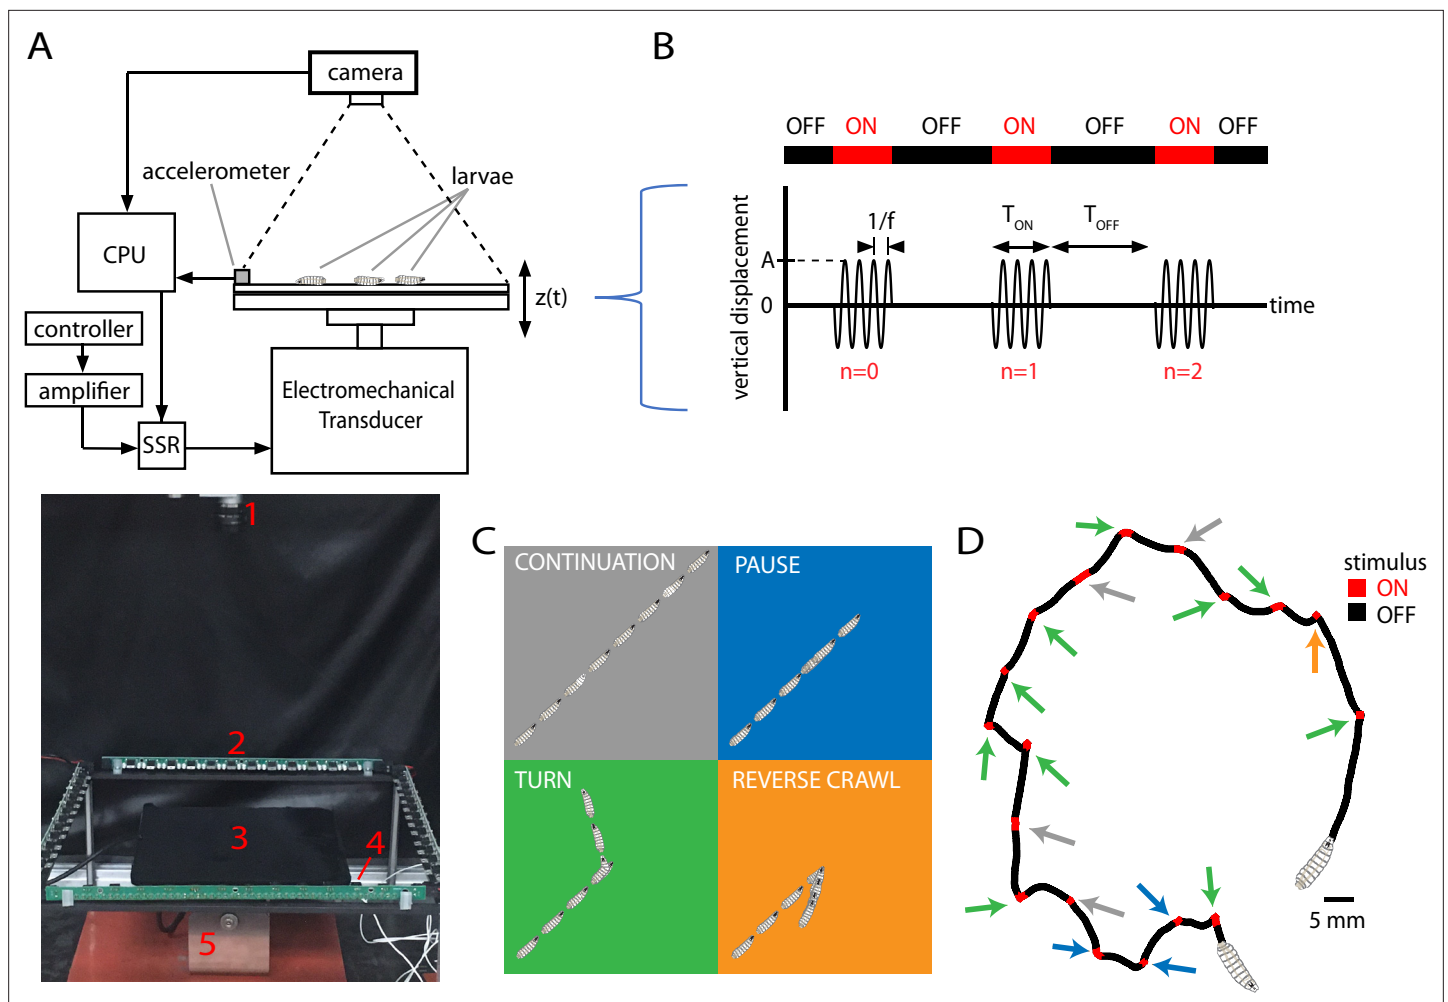 A
camera
accelerometer
larvae
CPU
z(t)
controller
amplifier
Electromechanical
Transducer
SSR
1
2
3
4
5
B
OFF ON OFF ON OFF ON OFF
vertical displacement
A
0
1/f
T_ON
T_OFF
time
n=0
n=1
n=2
C
CONTINUATION
PAUSE
TURN
REVERSE CRAWL
D
stimulus
ON
OFF
5 mm